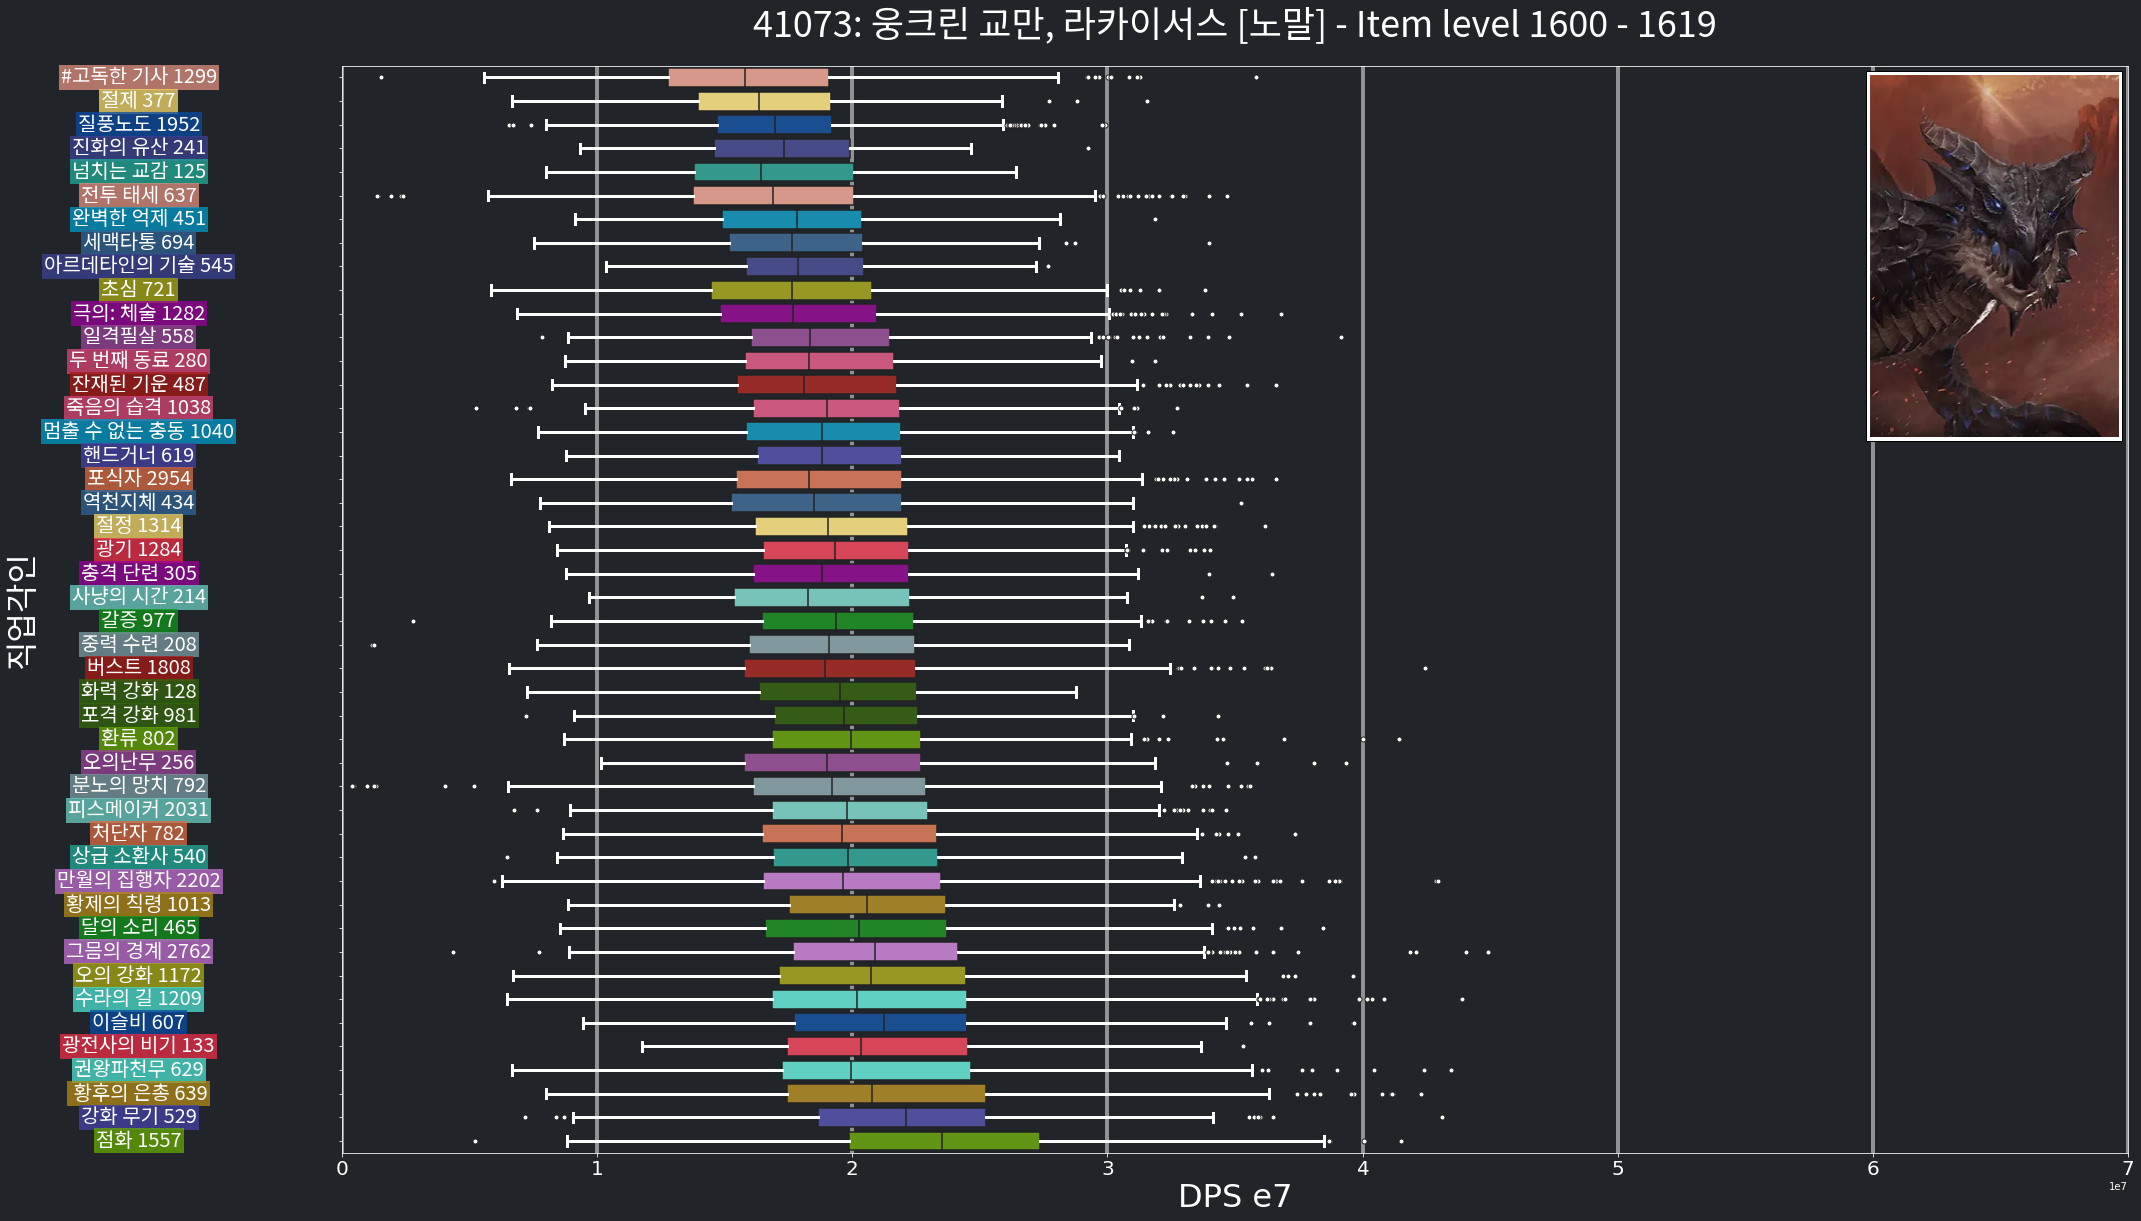 41073: 웅크린 교만, 라카이서스 [노말] - Item level 1600 - 1619
#고독한 기사 1299
절제 377
질풍노도 1952
진화의 유산 241
넘치는 교감 125
전투 태세 637
완벽한 억제 451
세맥타통 694
아르데타인의 기술 545
초심 721
극의: 체술 1282
일격필살 558
두 번째 동료 280
잔재된 기운 487
죽음의 습격 1038
멈출 수 없는 충동 1040
핸드거너 619
포식자 2954
역천지체 434
절정 1314
광기 1284
충격 단련 305
사냥의 시간 214
갈증 977
중력 수련 208
버스트 1808
화력 강화 128
포격 강화 981
환류 802
오의난무 256
분노의 망치 792
피스메이커 2031
처단자 782
상급 소환사 540
만월의 집행자 2202
황제의 칙령 1013
달의 소리 465
그믐의 경계 2762
오의 강화 1172
수라의 길 1209
이슬비 607
광전사의 비기 133
권왕파천무 629
황후의 은총 639
강화 무기 529
점화 1557
직업각인
0 1 2 3 4 5 6 7
DPS e7
1e7